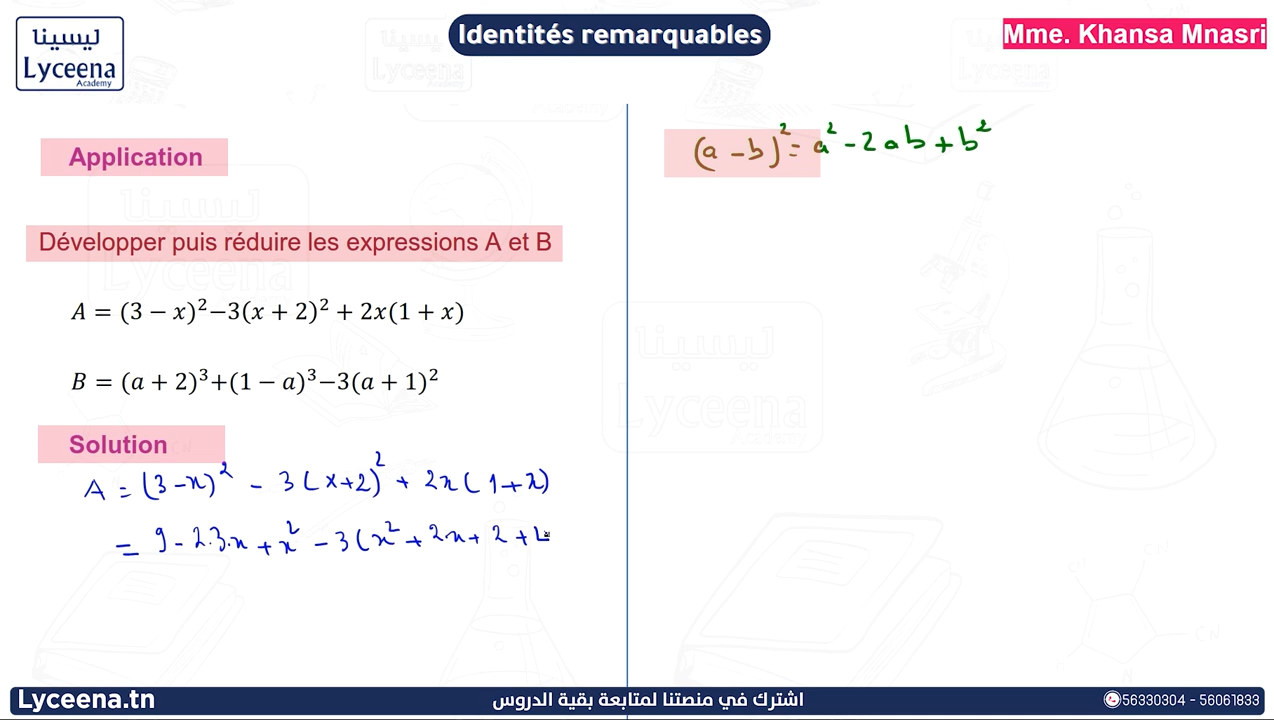 ليسينا
Lyceena
Academy
Identités remarquables
Mme. Khansa Mnasri
Application
Développer puis réduire les expressions A et B
A = (3 − x)²−3(x + 2)² + 2x(1 + x)
B = (a + 2)³+(1 − a)³−3(a + 1)²
Solution
A = (3-x)² - 3(x+2)² + 2x(1+x)
= 9 - 2.3.x + x² - 3(x² + 2x + 2 + 4
(a - b)² = a² - 2ab + b²
Lyceena.tn
اشترك في منصتنا لمتابعة بقية الدروس
56330304 - 56061833